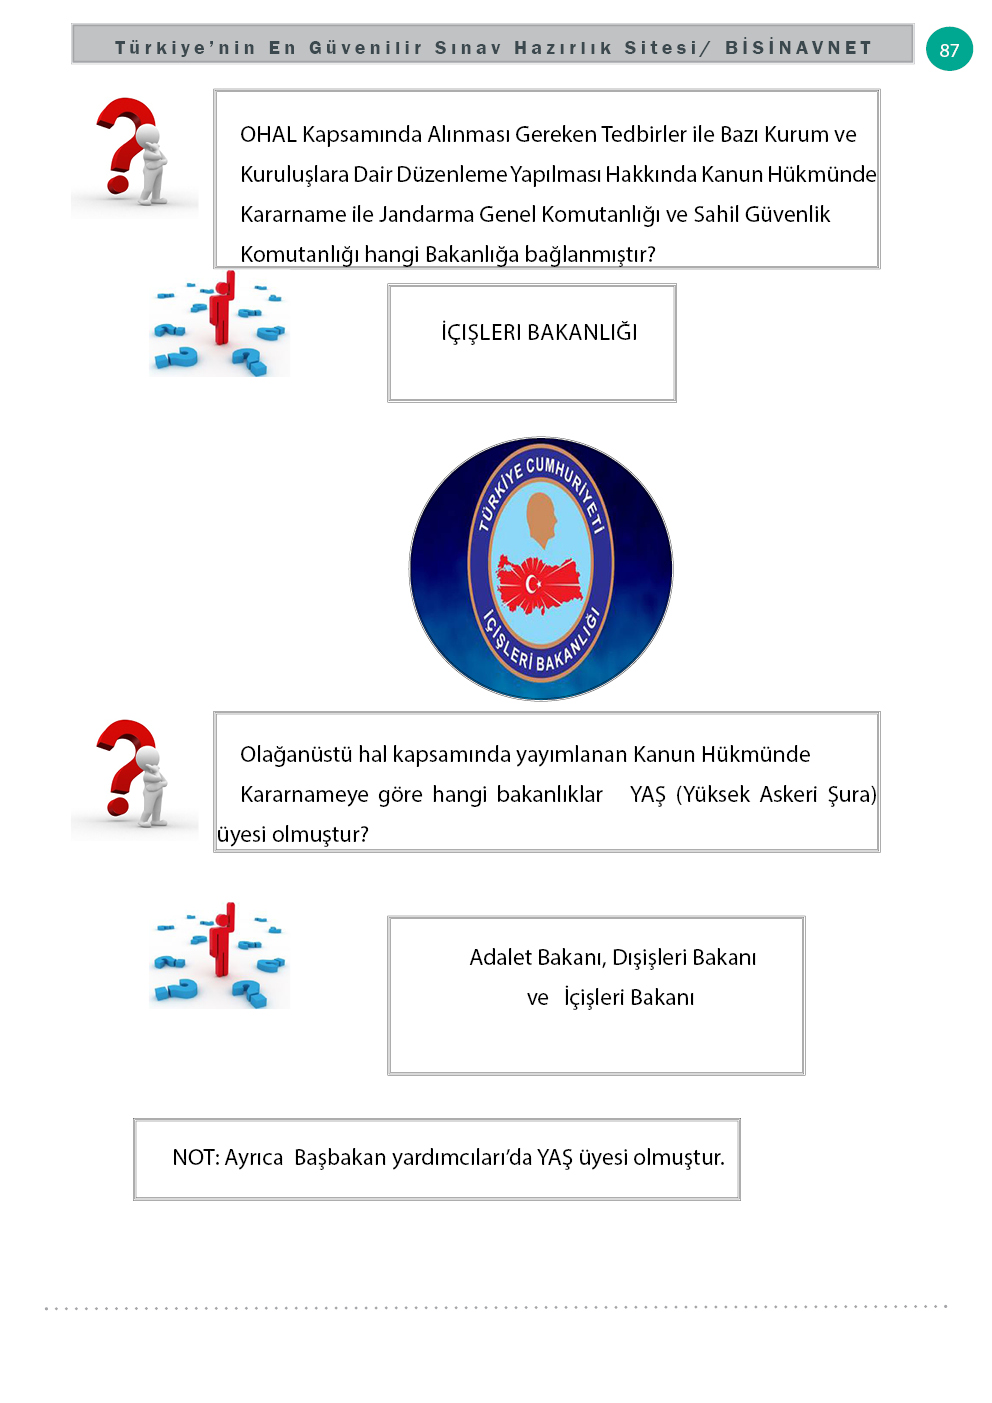 Türkiye’nin En Güvenilir Sınav Hazırlık Sitesi/ BİSİNAVNET
87
OHAL Kapsamında Alınması Gereken Tedbirler ile Bazı Kurum ve
Kuruluşlara Dair Düzenleme Yapılması Hakkında Kanun Hükmünde
Kararname ile Jandarma Genel Komutanlığı ve Sahil Güvenlik
Komutanlığı hangi Bakanlığa bağlanmıştır?
İÇIŞLERI BAKANLIĞI
TÜRKİYE CUMHURİYETİ
İÇİŞLERİ BAKANLIĞI
Olağanüstü hal kapsamında yayımlanan Kanun Hükmünde
Kararnameye göre hangi bakanlıklar YAŞ (Yüksek Askeri Şura)
üyesi olmuştur?
Adalet Bakanı, Dışişleri Bakanı
ve İçişleri Bakanı
NOT: Ayrıca Başbakan yardımcıları’da YAŞ üyesi olmuştur.